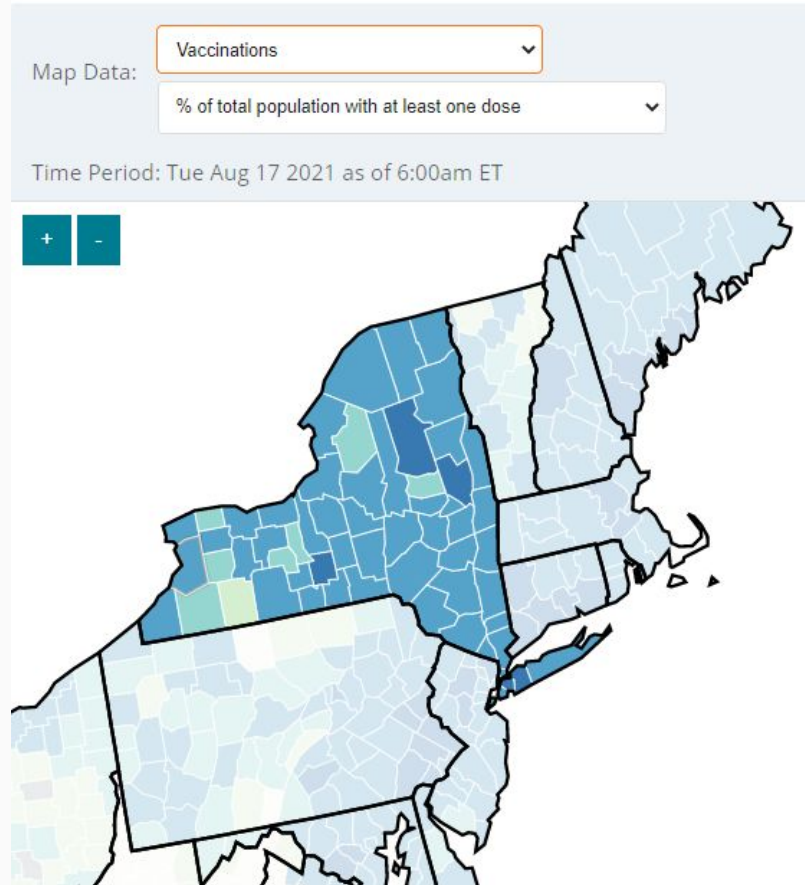 Vaccinations
Map Data:
% of total population with at least one dose
Time Period: Tue Aug 17 2021 as of 6:00am ET
+ -